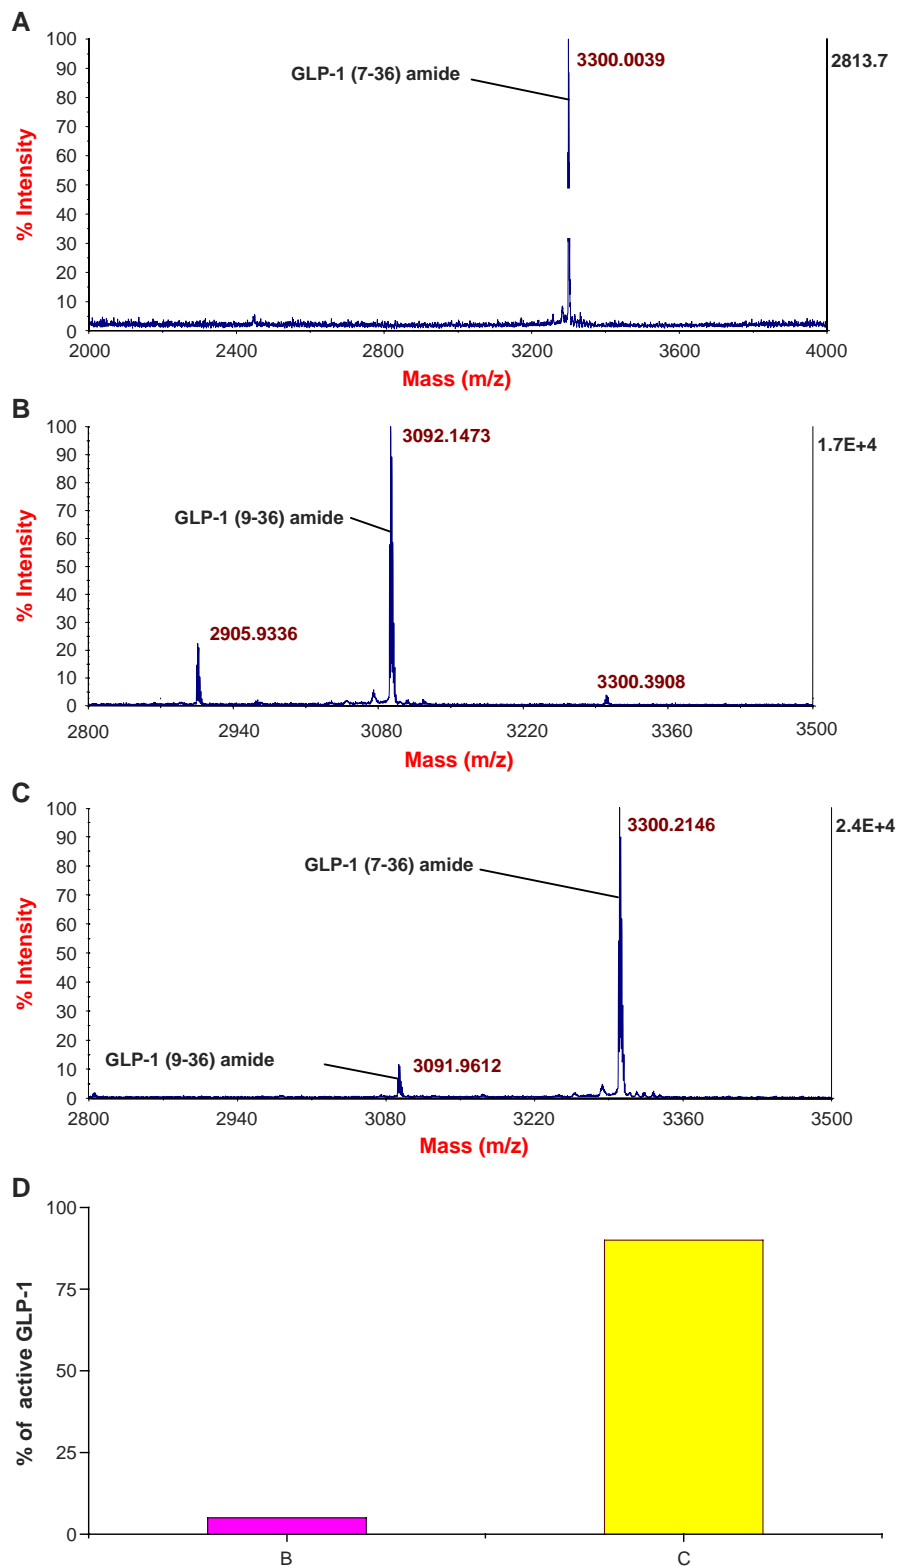 A
100
90
80
70
60
50
40
30
20
10
0
% Intensity
GLP-1 (7-36) amide
3300.0039
2813.7
2000 2400 2800 3200 3600 4000
Mass (m/z)
B
100
90
80
70
60
50
40
30
20
10
0
% Intensity
3092.1473
1.7E+4
GLP-1 (9-36) amide
2905.9336
3300.3908
2800 2940 3080 3220 3360 3500
Mass (m/z)
C
100
90
80
70
60
50
40
30
20
10
0
% Intensity
3300.2146
2.4E+4
GLP-1 (7-36) amide
GLP-1 (9-36) amide
3091.9612
2800 2940 3080 3220 3360 3500
Mass (m/z)
D
100
75
50
25
0
% of active GLP-1
B C